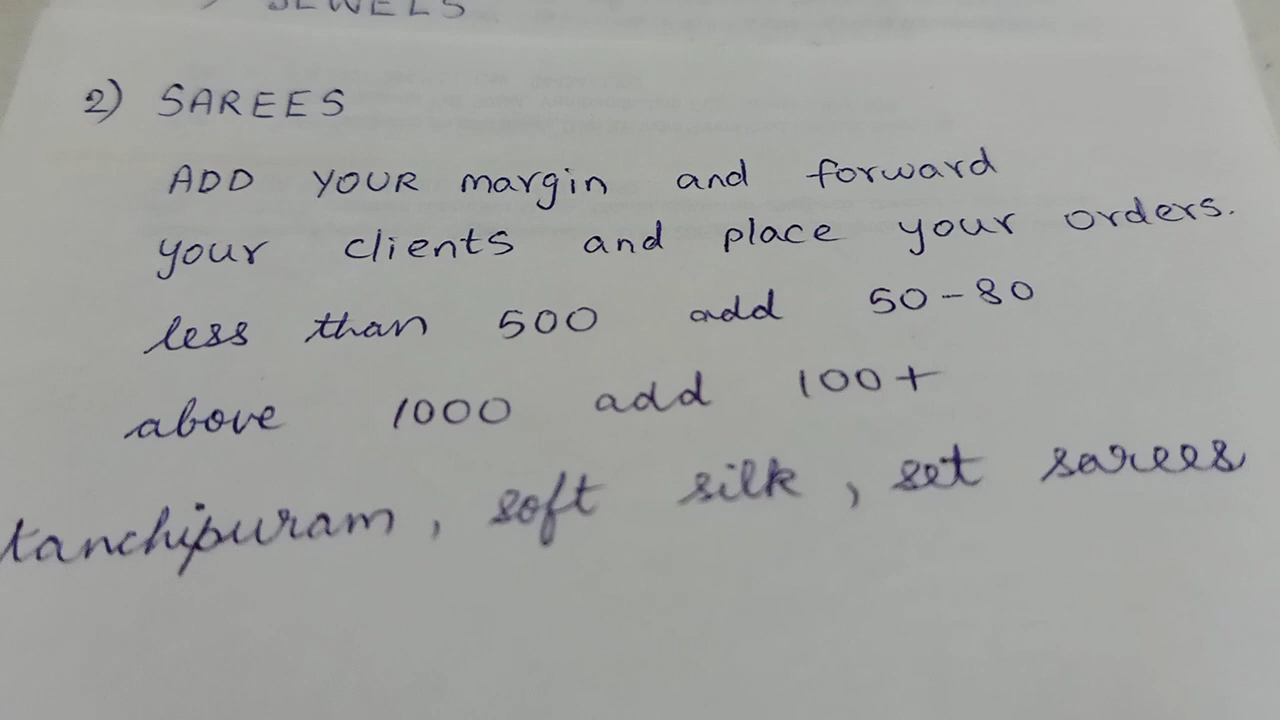 JEWELS
2) SAREES
ADD YOUR margin and forward
your clients and place your orders.
less than 500 add 50-80
above 1000 add 100+
kanchipuram, soft silk, set sarees